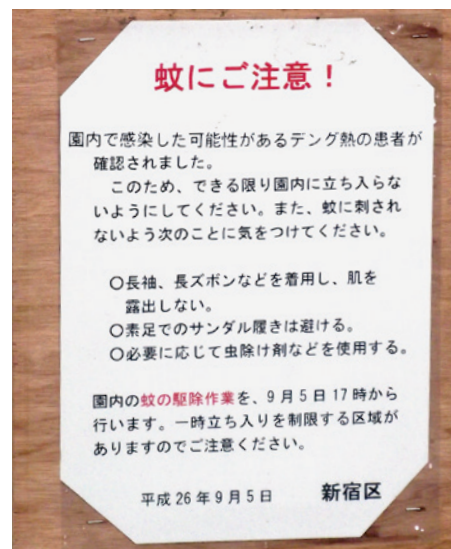 蚊にご注意！
園内で感染した可能性があるデング熱の患者が
確認されました。
このため、できる限り園内に立ち入らな
いようにしてください。また、蚊に刺され
ないよう次のことに気をつけてください。
○長袖、長ズボンなどを着用し、肌を
露出しない。
○素足でのサンダル履きは避ける。
○必要に応じて虫除け剤などを使用する。
園内の蚊の駆除作業を、９月５日17時から
行います。一時立ち入りを制限する区域が
ありますのでご注意ください。
平成26年９月５日　新宿区